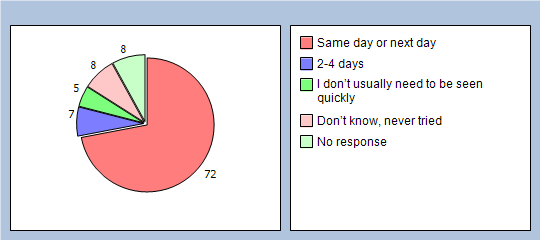 8
8
5
7
72
Same day or next day
2-4 days
I don't usually need to be seen
quickly
Don't know, never tried
No response